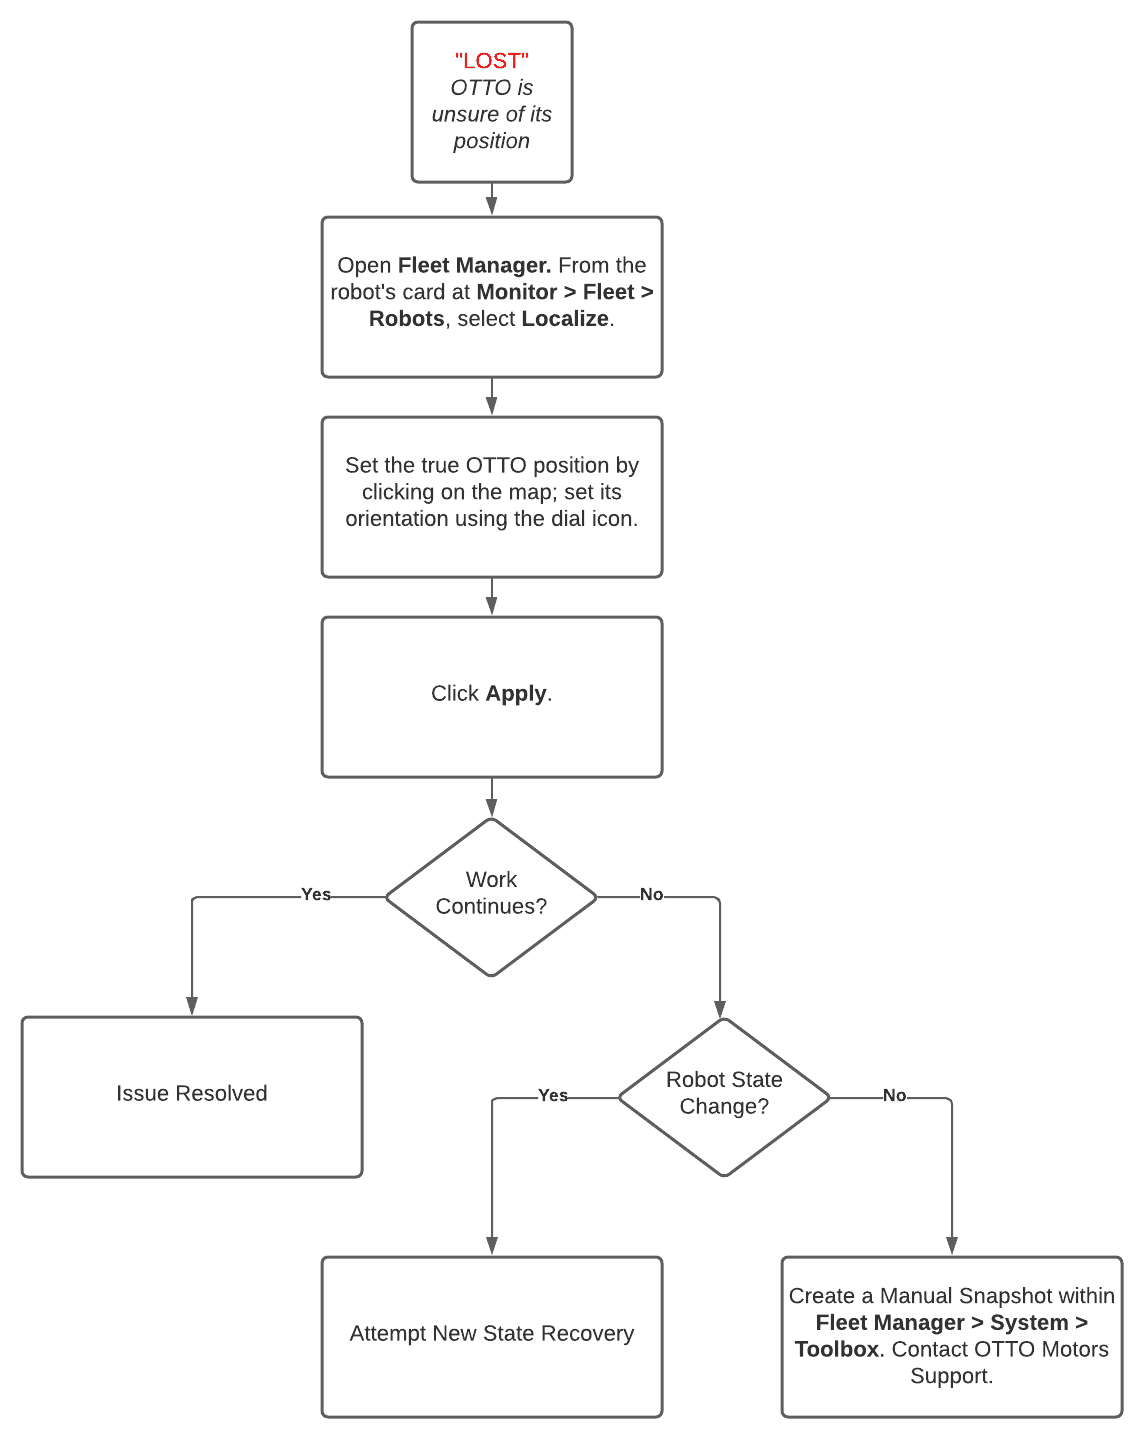 "LOST"
OTTO is
unsure of its
position
Open Fleet Manager. From the
robot's card at Monitor > Fleet >
Robots, select Localize.
Set the true OTTO position by
clicking on the map; set its
orientation using the dial icon.
Click Apply.
Work
Continues?
Yes
No
Issue Resolved
Robot State
Change?
Yes
No
Attempt New State Recovery
Create a Manual Snapshot within
Fleet Manager > System >
Toolbox. Contact OTTO Motors
Support.